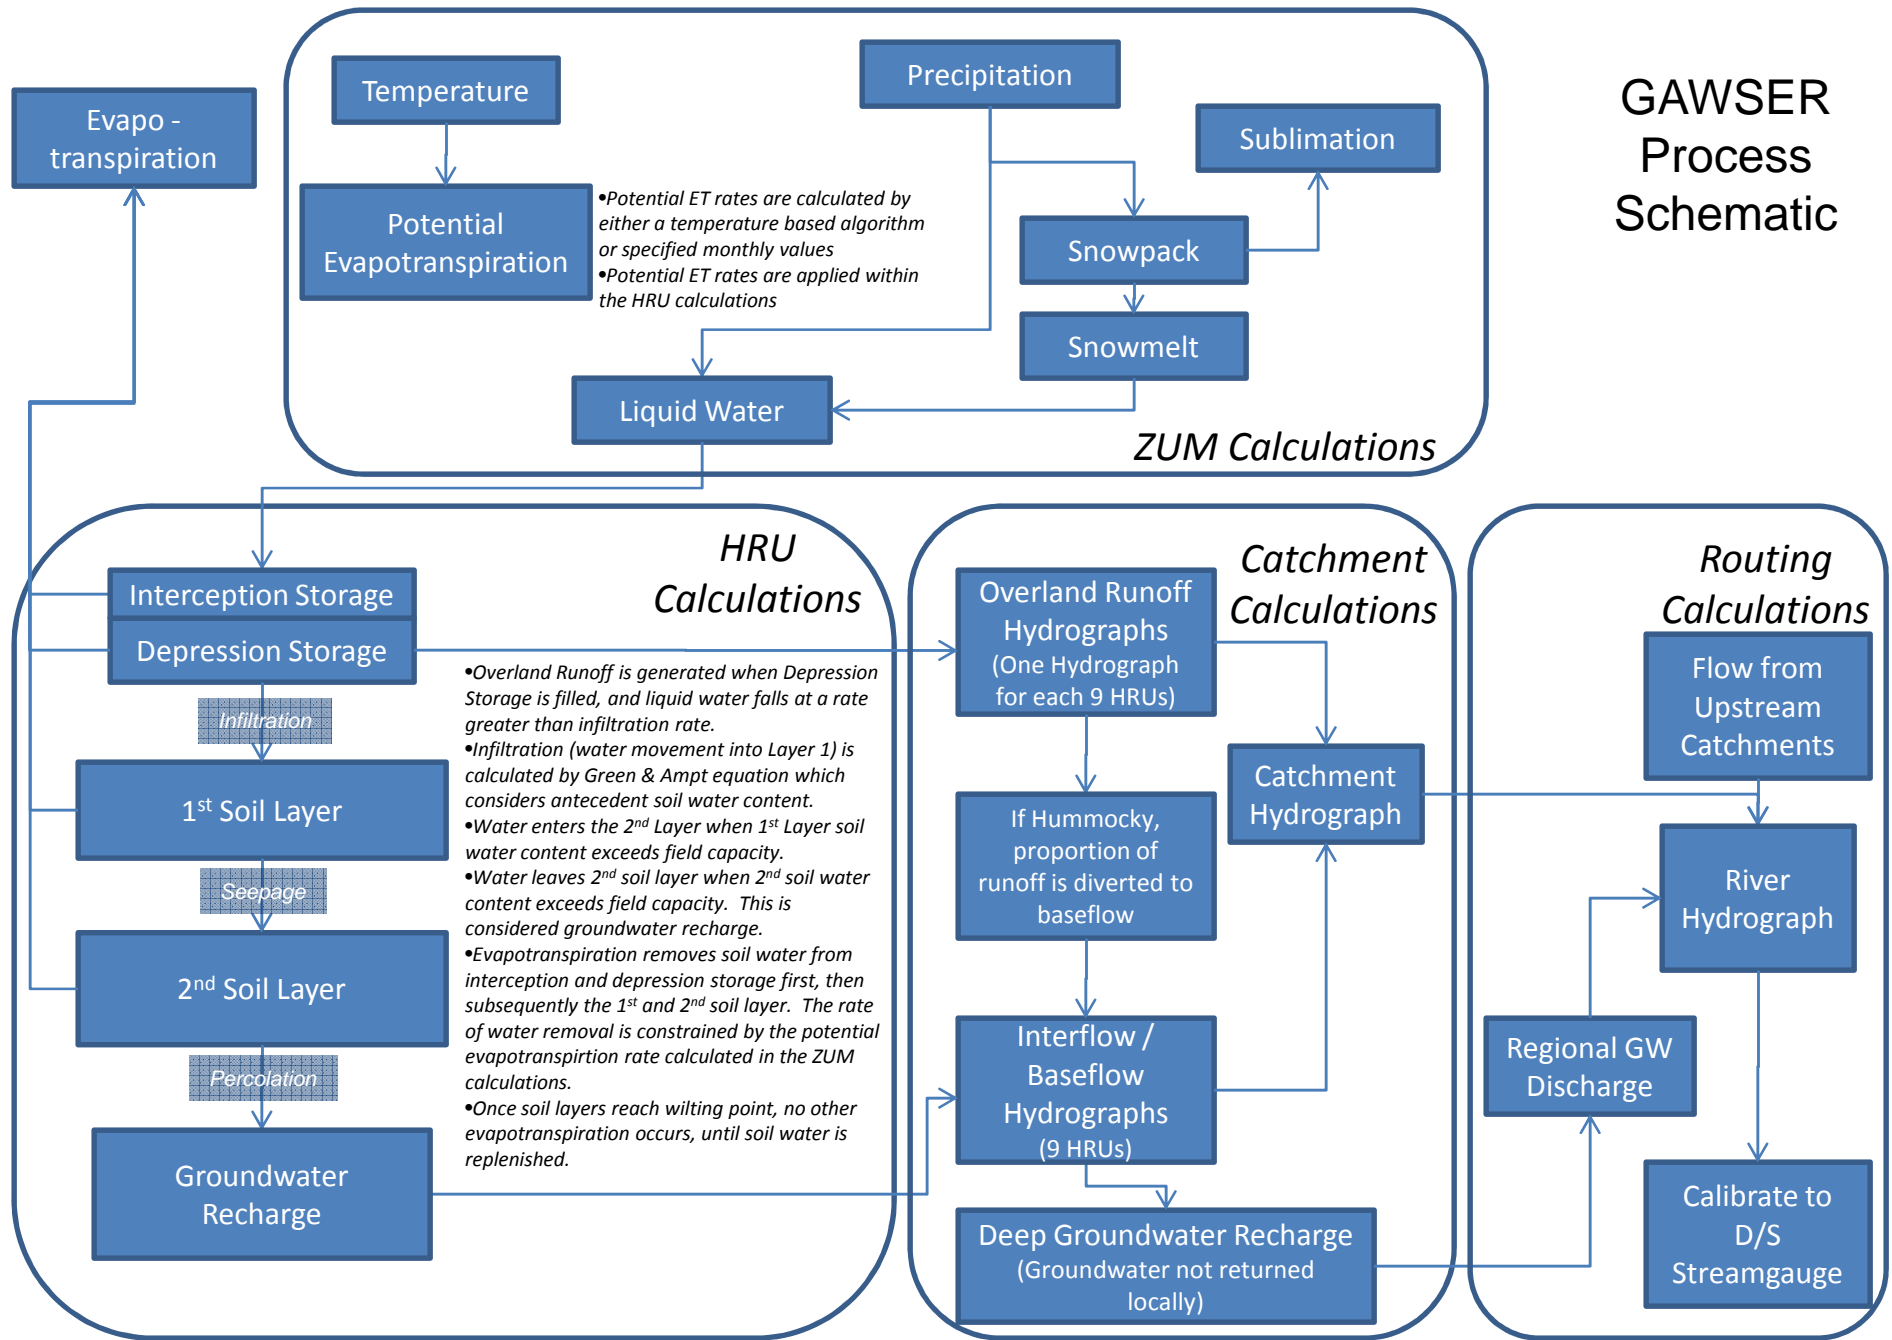 GAWSER
Process
Schematic
Evapo -
transpiration
Temperature
Potential
Evapotranspiration
•Potential ET rates are calculated by
either a temperature based algorithm
or specified monthly values
•Potential ET rates are applied within
the HRU calculations
Precipitation
Sublimation
Snowpack
Snowmelt
Liquid Water
ZUM Calculations
HRU
Calculations
Interception Storage
Depression Storage
Infiltration
1st Soil Layer
Seepage
2nd Soil Layer
Percolation
Groundwater
Recharge
•Overland Runoff is generated when Depression
Storage is filled, and liquid water falls at a rate
greater than infiltration rate.
•Infiltration (water movement into Layer 1) is
calculated by Green & Ampt equation which
considers antecedent soil water content.
•Water enters the 2nd Layer when 1st Layer soil
water content exceeds field capacity.
•Water leaves 2nd soil layer when 2nd soil water
content exceeds field capacity.  This is
considered groundwater recharge.
•Evapotranspiration removes soil water from
interception and depression storage first, then
subsequently the 1st and 2nd soil layer.  The rate
of water removal is constrained by the potential
evapotranspirtion rate calculated in the ZUM
calculations.
•Once soil layers reach wilting point, no other
evapotranspiration occurs, until soil water is
replenished.
Catchment
Calculations
Overland Runoff
Hydrographs
(One Hydrograph
for each 9 HRUs)
If Hummocky,
proportion of
runoff is diverted to
baseflow
Catchment
Hydrograph
Interflow /
Baseflow
Hydrographs
(9 HRUs)
Deep Groundwater Recharge
(Groundwater not returned
locally)
Routing
Calculations
Flow from
Upstream
Catchments
River
Hydrograph
Regional GW
Discharge
Calibrate to
D/S
Streamgauge